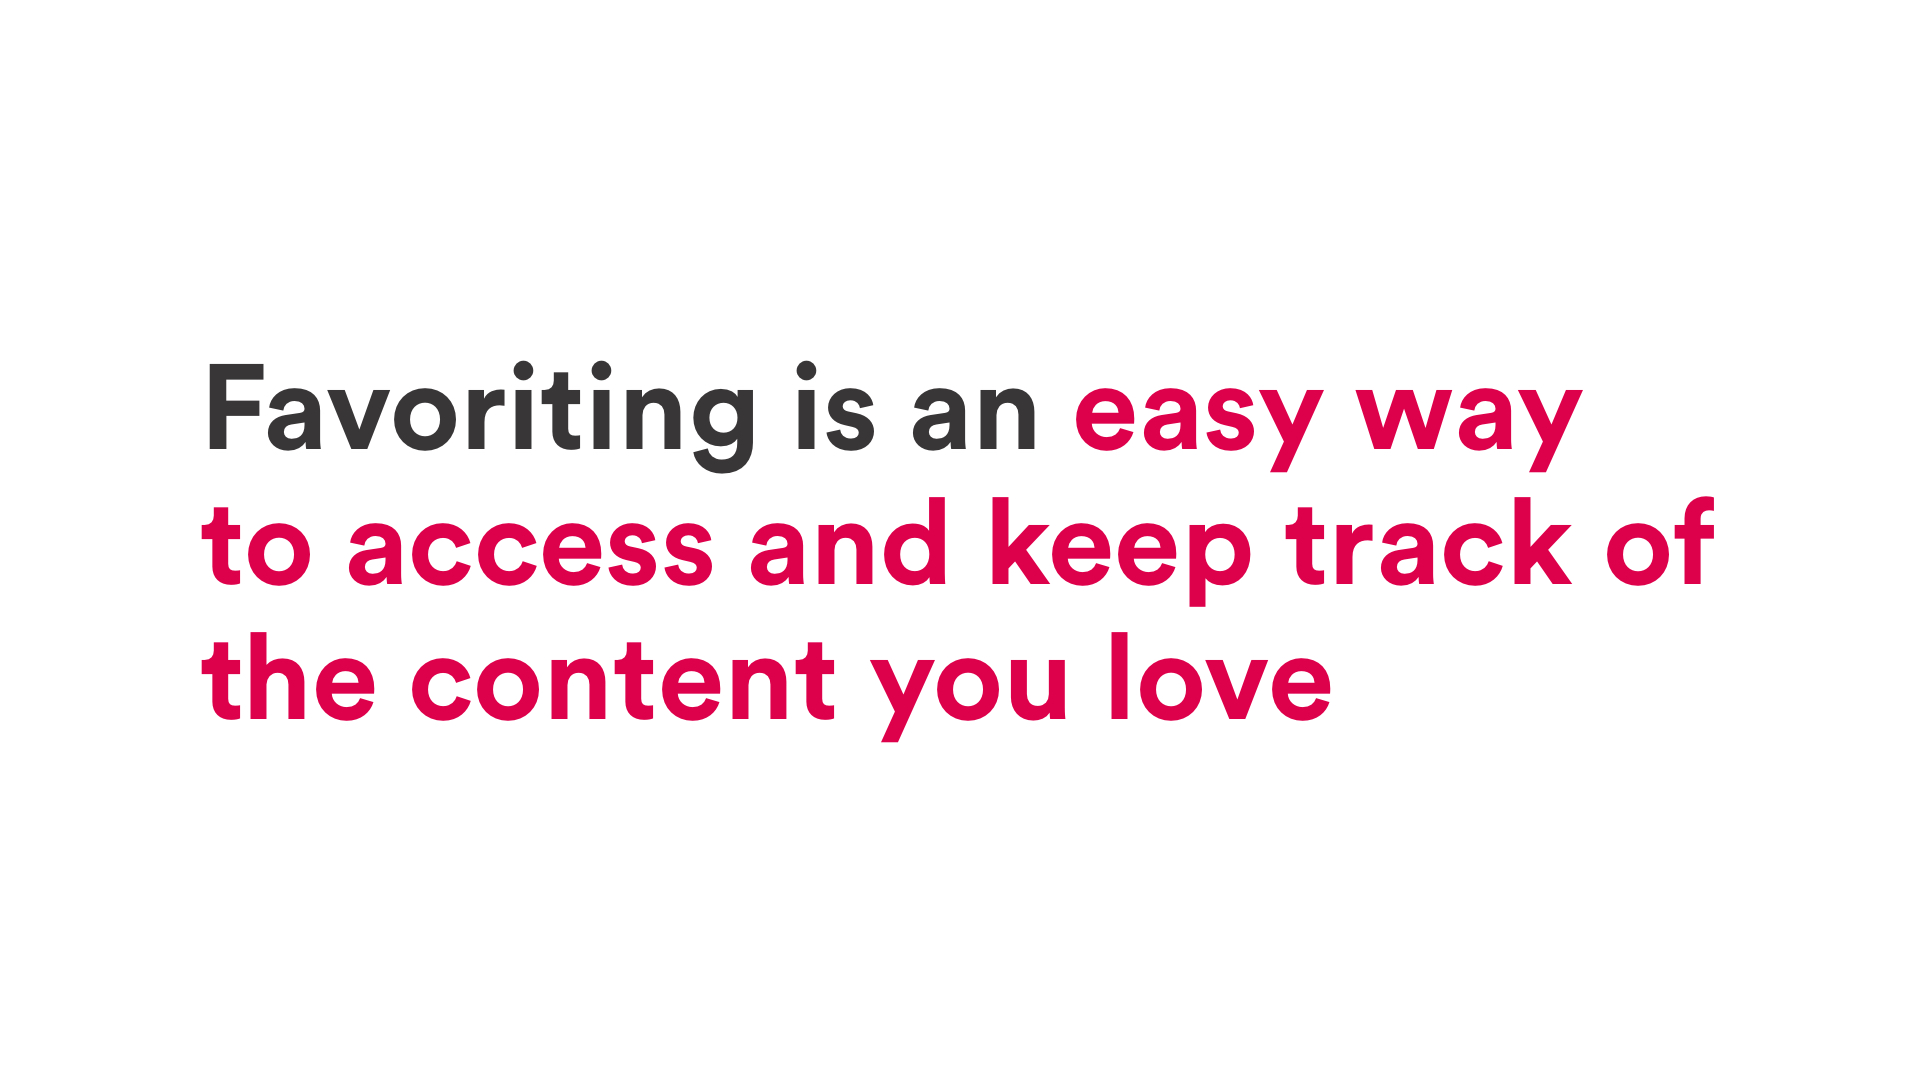 Favoriting is an easy way
to access and keep track of
the content you love